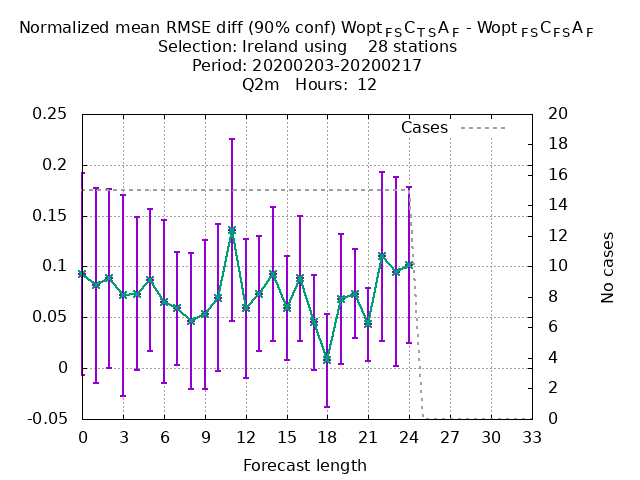 Normalized mean RMSE diff (90% conf) Wopt FS C TS A F - Wopt FS C FS A F
Selection: Ireland using 28 stations
Period: 20200203-20200217
Q2m Hours: 12
Cases
0.25
0.2
0.15
0.1
0.05
0
-0.05
20
18
16
14
12
10
8
6
4
2
0
No cases
0 3 6 9 12 15 18 21 24 27 30 33
Forecast length